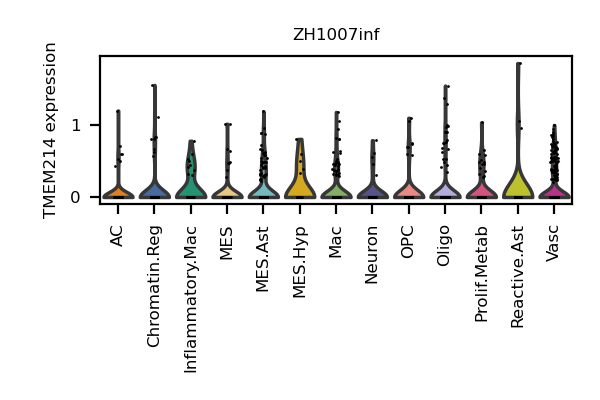 ZH1007inf
TMEM214 expression
1
0
AC
Chromatin.Reg
Inflammatory.Mac
MES
MES.Ast
MES.Hyp
Mac
Neuron
OPC
Oligo
Prolif.Metab
Reactive.Ast
Vasc